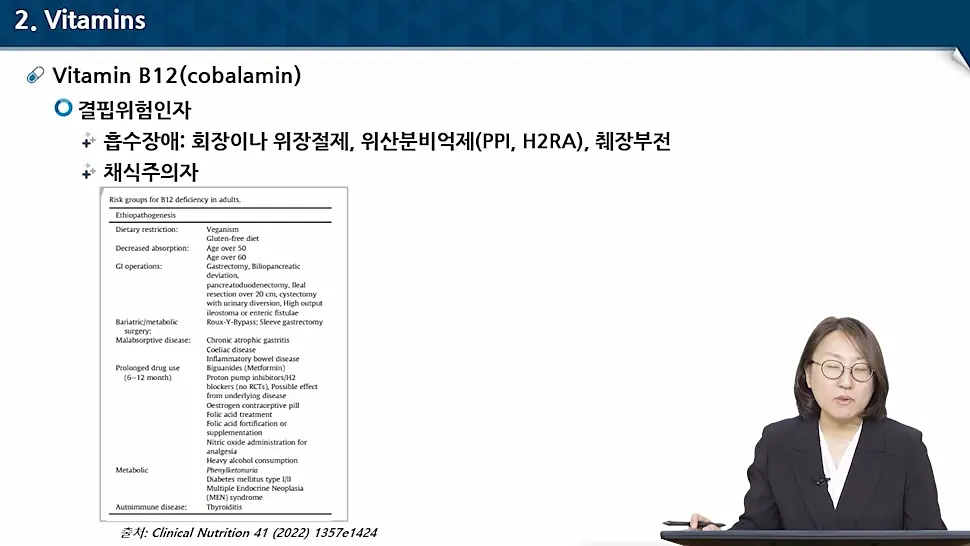 2. Vitamins
Vitamin B12(cobalamin)
결핍위험인자
흡수장애: 회장이나 위장절제, 위산분비억제(PPI, H2RA), 췌장부전
채식주의자
Risk groups for B12 deficiency in adults.
Ethiopathogenesis
Dietary restriction: Veganism
Gluten-free diet
Decreased absorption: Age over 50
Age over 60
GI operations: Gastrectomy, Biliopancreatic
deviation,
pancreatoduodenectomy, Ileal
resection over 20 cm, cystectomy
with urinary diversion, High output
ileostoma or enteric fistulae
Bariatric/metabolic Roux-Y-Bypass; Sleeve gastrectomy
surgery:
Malabsorptive disease: Chronic atrophic gastritis
Coeliac disease
Inflammatory bowel disease
Prolonged drug use Biguanides (Metformin)
(6–12 month) Proton pump inhibitors/H2
blockers (no RCTs), Possible effect
from underlying disease
Oestrogen contraceptive pill
Folic acid treatment
Folic acid fortification or
supplementation
Nitric oxide administration for
analgesia
Heavy alcohol consumption
Metabolic Phenylketonuria
Diabetes mellitus type I/II
Multiple Endocrine Neoplasia
(MEN) syndrome
Autoimmune disease: Thyroiditis
출처: Clinical Nutrition 41 (2022) 1357e1424